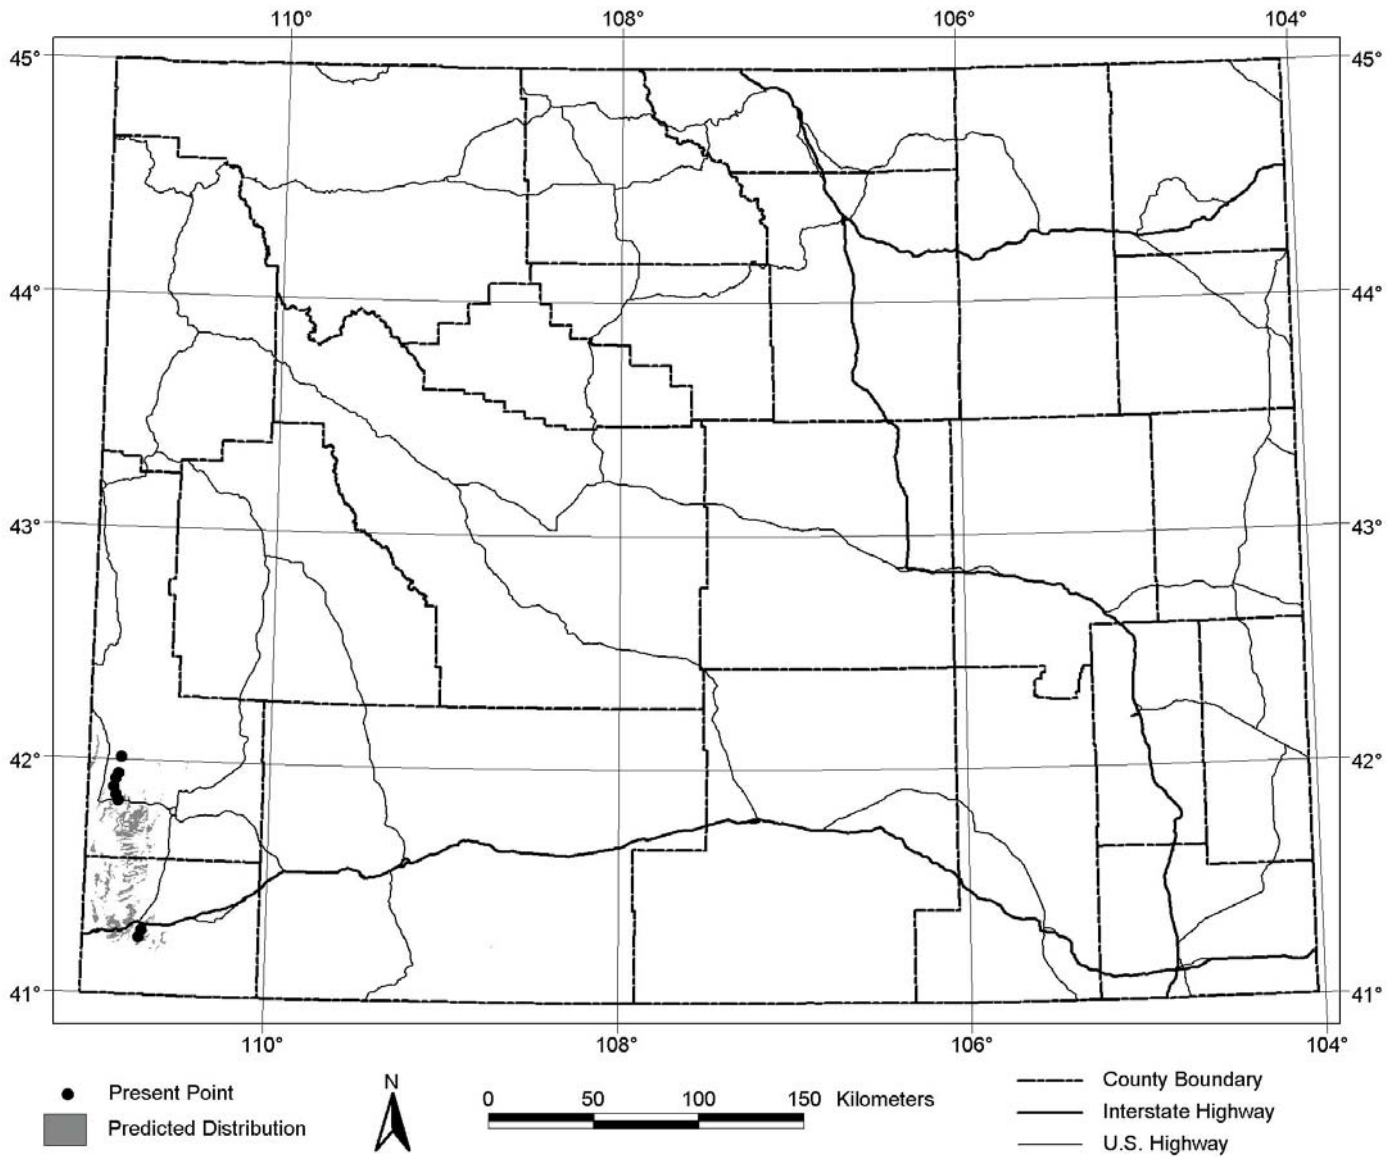 110° 108° 106° 104°
45° 45°
44° 44°
43° 43°
42° 42°
41° 41°
110° 108° 106° 104°
Present Point
Predicted Distribution
N
0 50 100 150 Kilometers
County Boundary
Interstate Highway
U.S. Highway